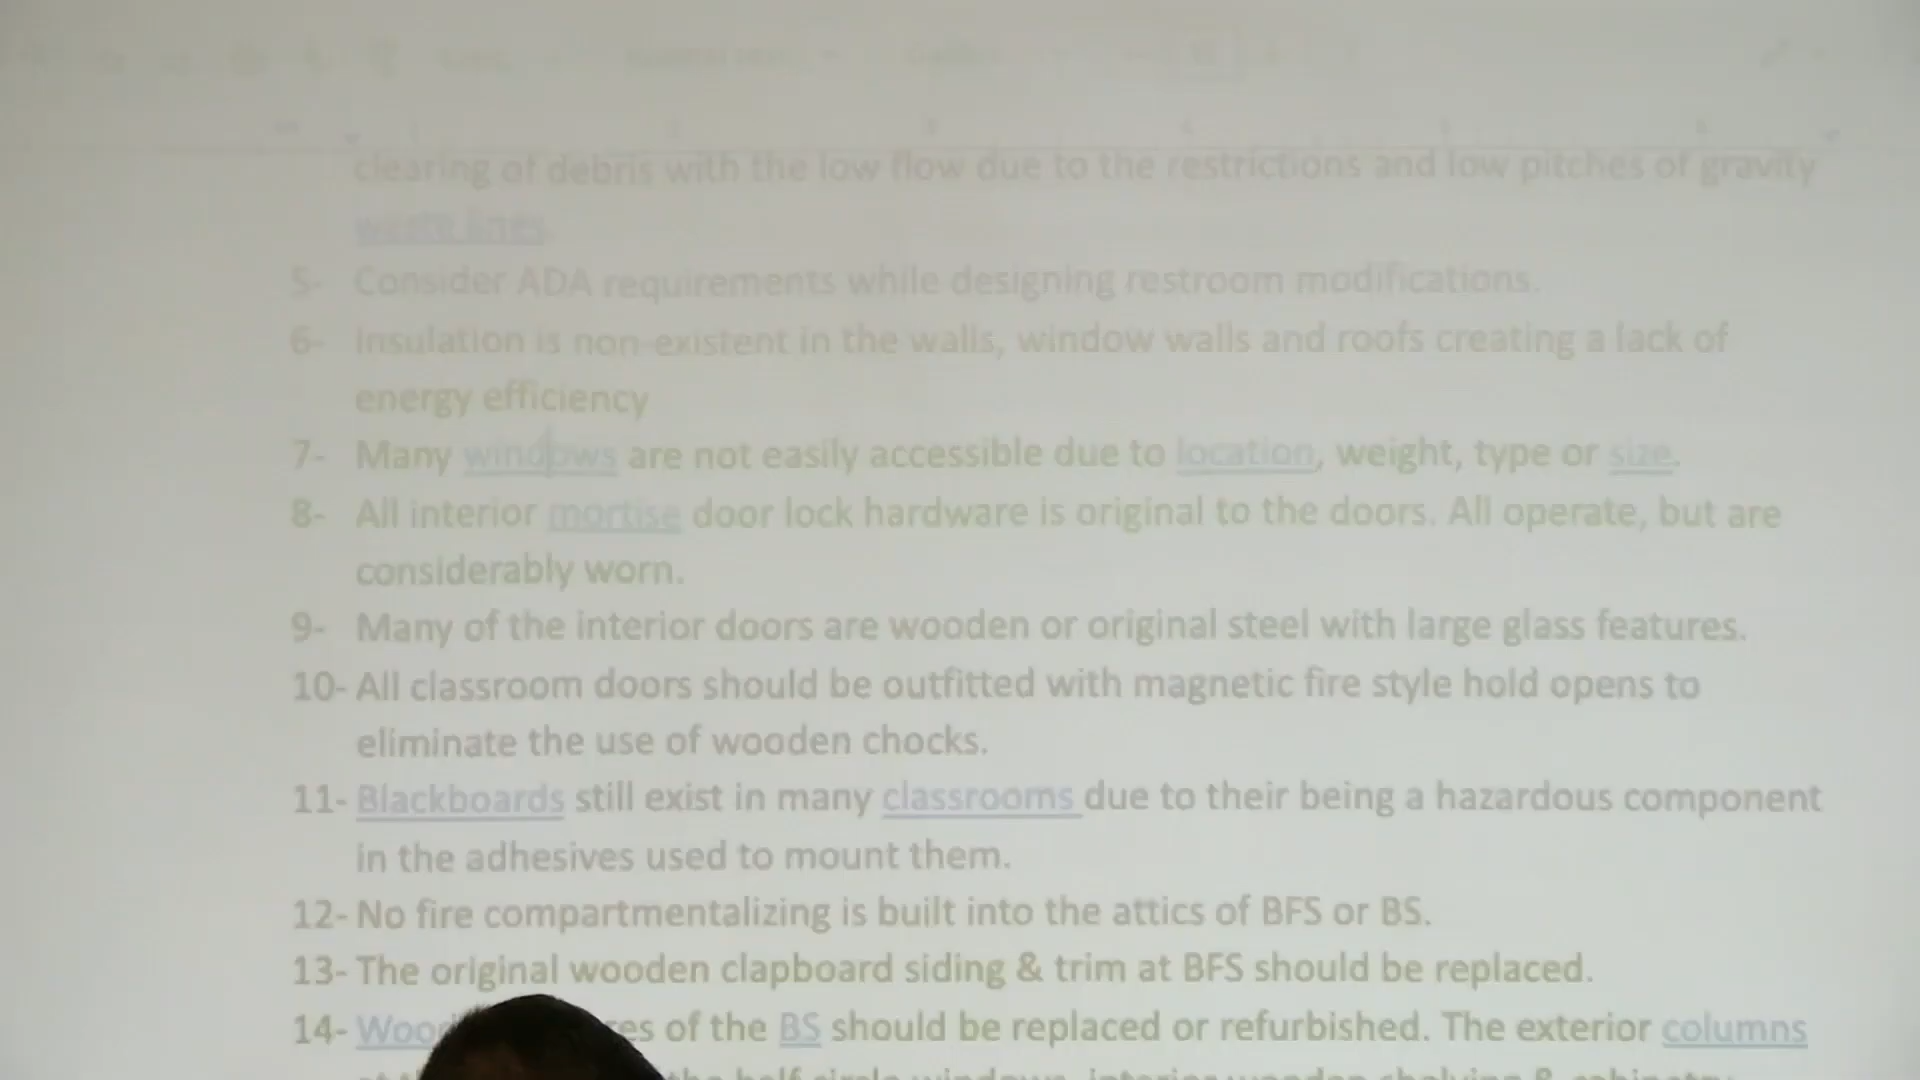 clearing of debris with the low flow due to the restrictions and low pitches of gravity
waste lines.
5- Consider ADA requirements while designing restroom modifications.
6- Insulation is non-existent in the walls, window walls and roofs creating a lack of
energy efficiency
7- Many windows are not easily accessible due to location, weight, type or size.
8- All interior mortise door lock hardware is original to the doors. All operate, but are
considerably worn.
9- Many of the interior doors are wooden or original steel with large glass features.
10- All classroom doors should be outfitted with magnetic fire style hold opens to
eliminate the use of wooden chocks.
11- Blackboards still exist in many classrooms due to their being a hazardous component
in the adhesives used to mount them.
12- No fire compartmentalizing is built into the attics of BFS or BS.
13- The original wooden clapboard siding & trim at BFS should be replaced.
14- of the BS should be replaced or refurbished. The exterior columns
the half circle windows, interior wooden shelving & cabinetry